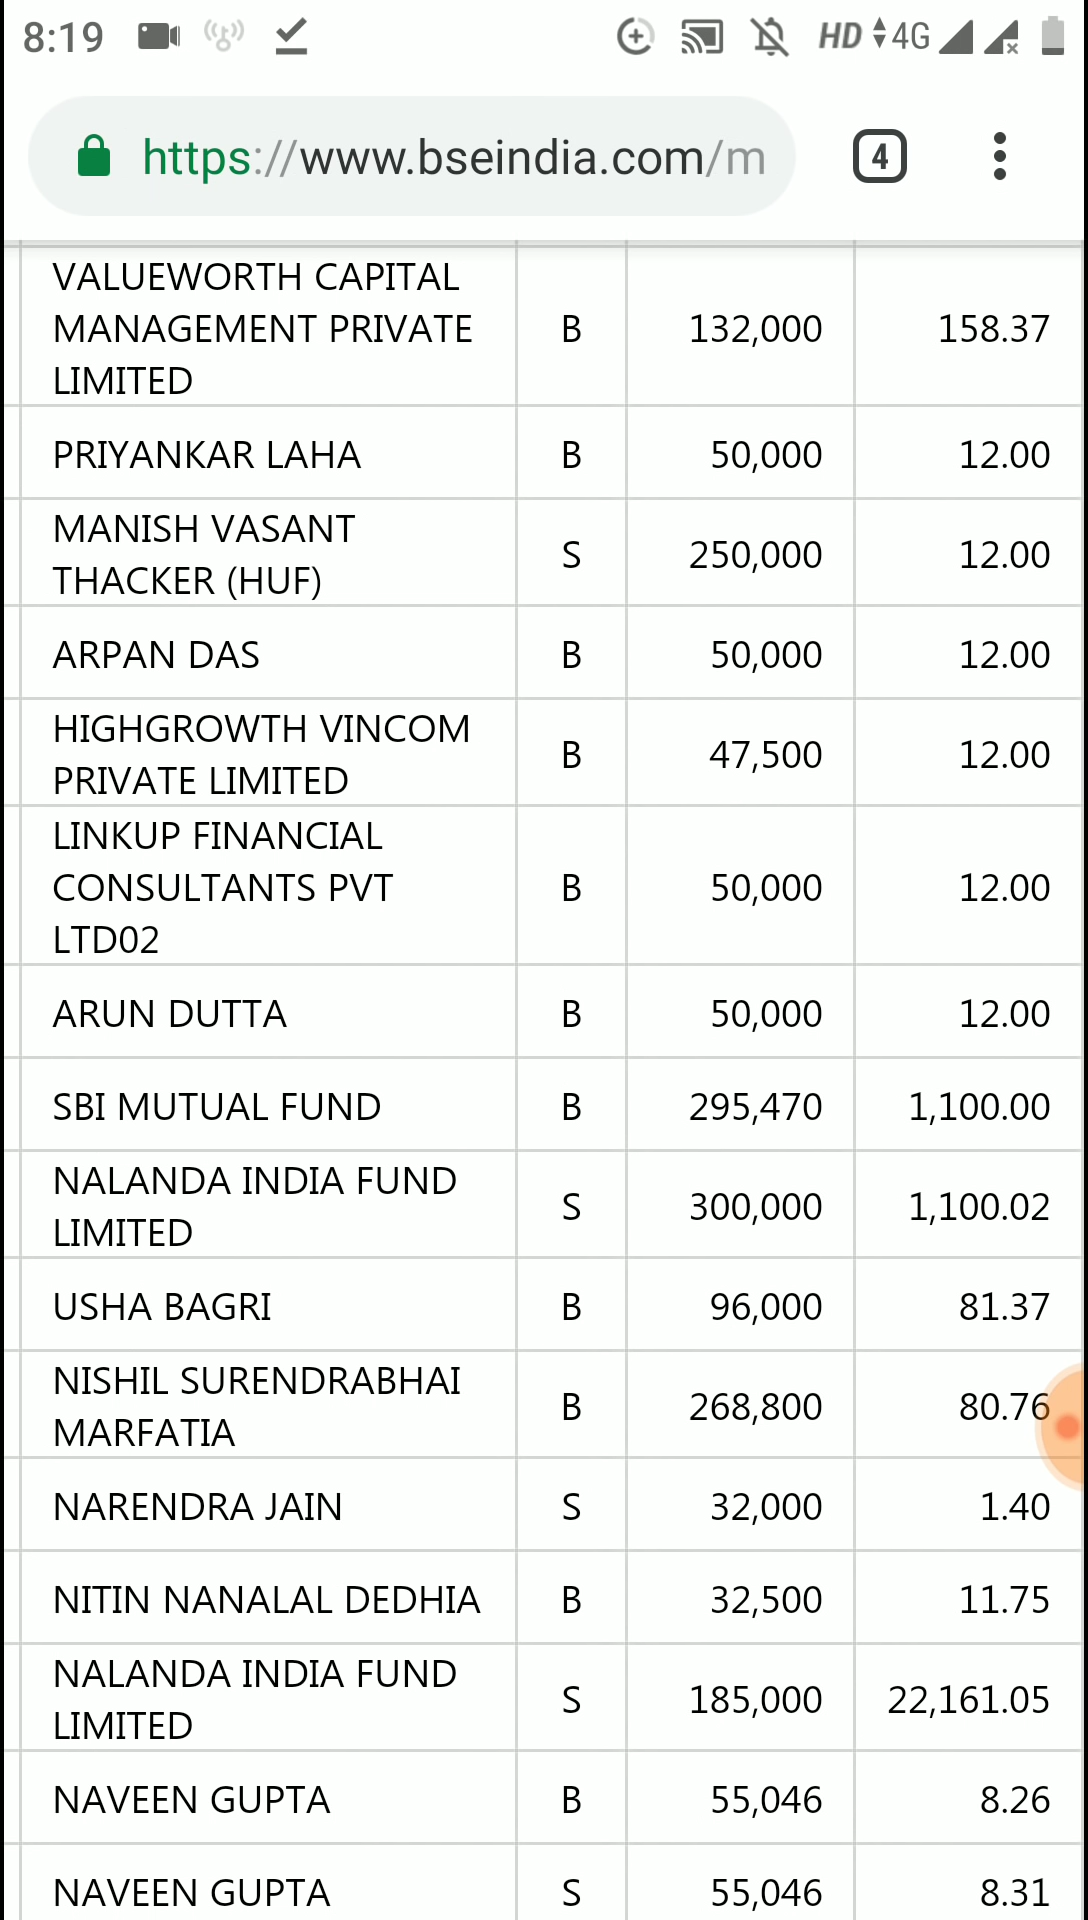 8:19 HD 4G
https://www.bseindia.com/m 4
VALUEWORTH CAPITAL
MANAGEMENT PRIVATE B 132,000 158.37
LIMITED
PRIYANKAR LAHA B 50,000 12.00
MANISH VASANT
THACKER (HUF) S 250,000 12.00
ARPAN DAS B 50,000 12.00
HIGHGROWTH VINCOM
PRIVATE LIMITED B 47,500 12.00
LINKUP FINANCIAL
CONSULTANTS PVT B 50,000 12.00
LTD02
ARUN DUTTA B 50,000 12.00
SBI MUTUAL FUND B 295,470 1,100.00
NALANDA INDIA FUND
LIMITED S 300,000 1,100.02
USHA BAGRI B 96,000 81.37
NISHIL SURENDRABHAI
MARFATIA B 268,800 80.76
NARENDRA JAIN S 32,000 1.40
NITIN NANALAL DEDHIA B 32,500 11.75
NALANDA INDIA FUND
LIMITED S 185,000 22,161.05
NAVEEN GUPTA B 55,046 8.26
NAVEEN GUPTA S 55,046 8.31